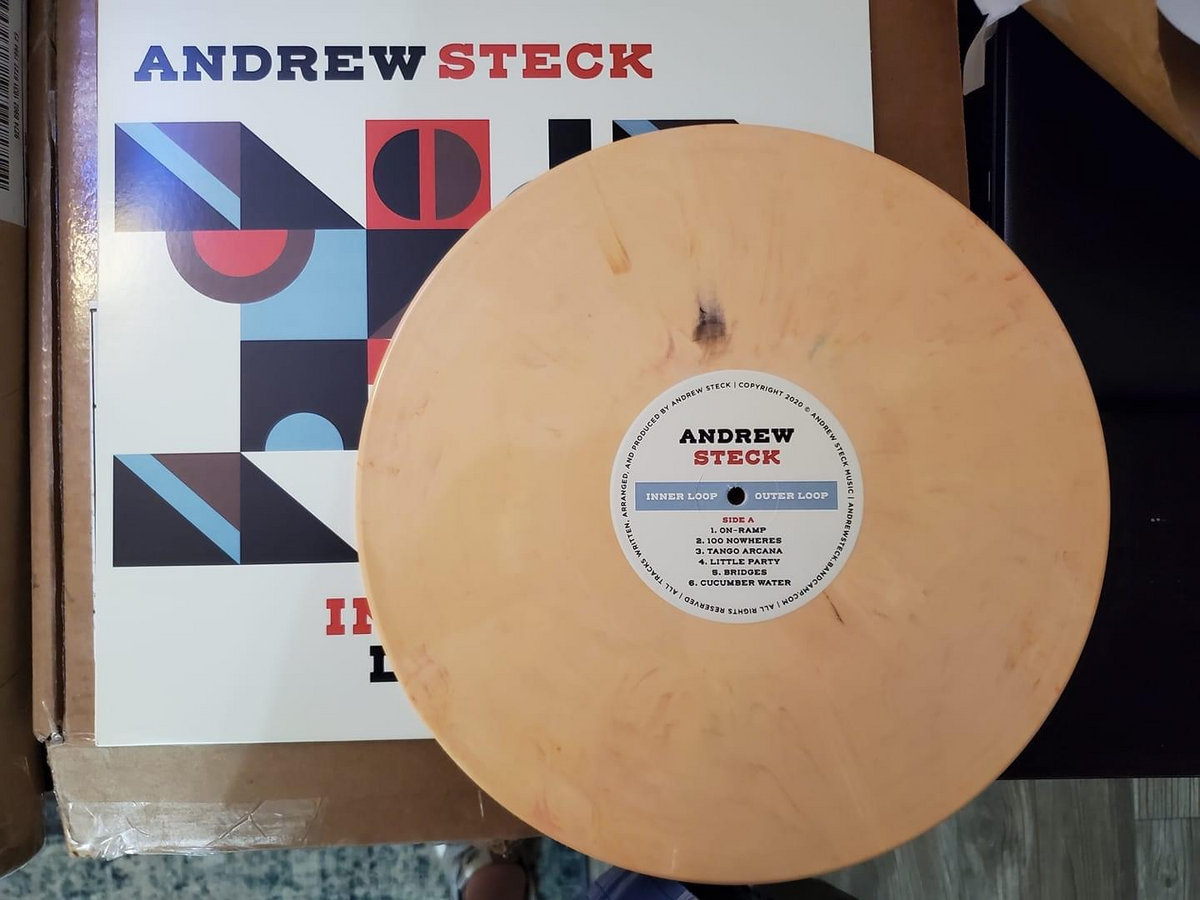 ANDREW STECK
IN
L
ALL TRACKS WRITTEN, ARRANGED, AND PRODUCED BY ANDREW STECK | COPYRIGHT 2020 © ANDREW STECK MUSIC | ANDREWSTECK.BANDCAMP.COM | ALL RIGHTS RESERVED |
ANDREW
STECK
INNER LOOP OUTER LOOP
SIDE A
1. ON-RAMP
2. 100 NOWHERES
3. TANGO ARCANA
4. LITTLE PARTY
5. BRIDGES
6. CUCUMBER WATER